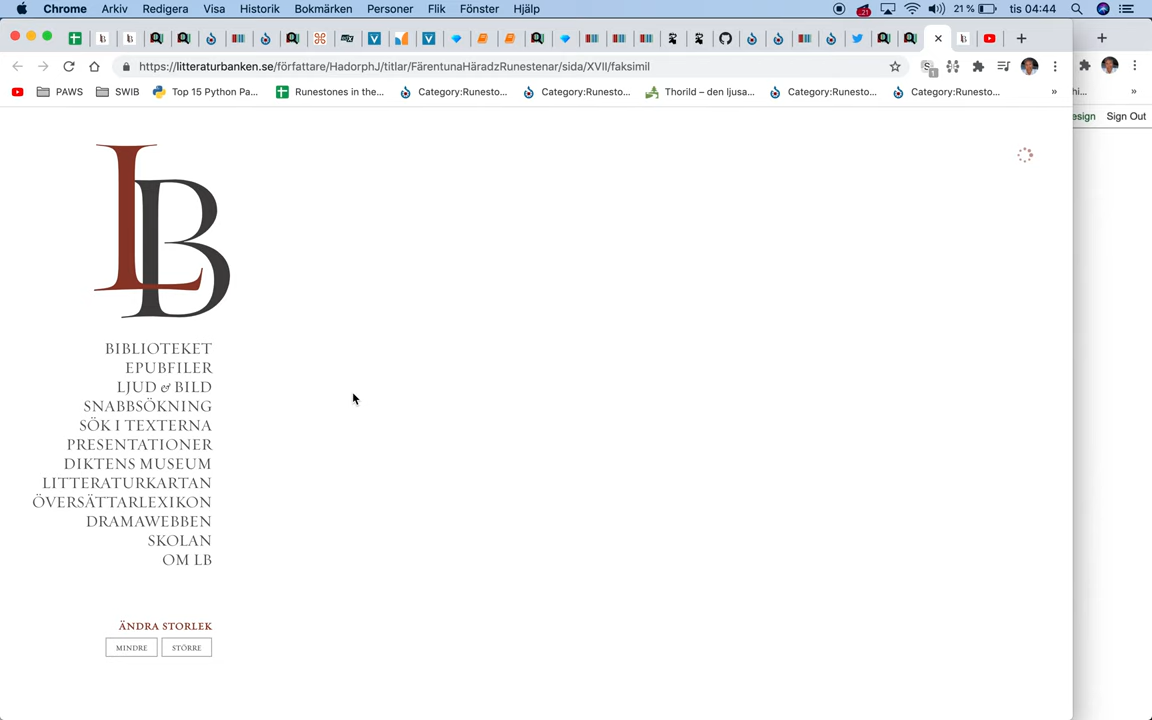 Chrome Arkiv Redigera Visa Historik Bokmärken Personer Flik Fönster Hjälp 21 21 % tis 04:44
https://litteraturbanken.se/författare/HadorphJ/titlar/FärentunaHäradzRunestenar/sida/XVII/faksimil
PAWS SWIB Top 15 Python Pa... Runestones in the... Category:Runesto... Category:Runesto... Thorild – den ljusa... Category:Runesto... Category:Runesto... » hi... »
esign Sign Out
LB
BIBLIOTEKET
EPUBFILER
LJUD & BILD
SNABBSÖKNING
SÖK I TEXTERNA
PRESENTATIONER
DIKTENS MUSEUM
LITTERATURKARTAN
ÖVERSÄTTARLEXIKON
DRAMAWEBBEN
SKOLAN
OM LB
ÄNDRA STORLEK
MINDRE STÖRRE